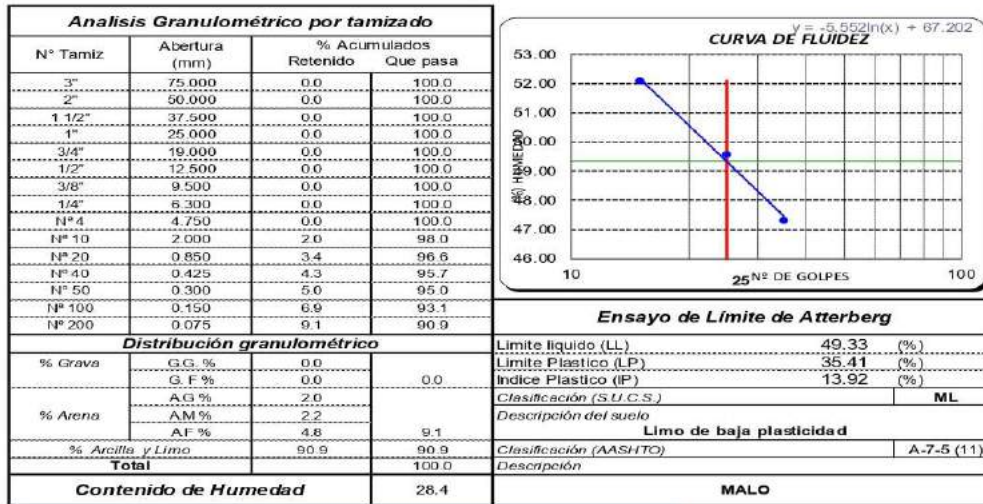 Analisis Granulométrico por tamizado
N° Tamiz Abertura (mm) % Acumulados Retenido Que pasa
3" 75.000 0.0 100.0
2" 50.000 0.0 100.0
1 1/2" 37.500 0.0 100.0
1" 25.000 0.0 100.0
3/4" 19.000 0.0 100.0
1/2" 12.500 0.0 100.0
3/8" 9.500 0.0 100.0
1/4" 6.300 0.0 100.0
Nª 4 4.750 0.0 100.0
Nª 10 2.000 2.0 98.0
Nª 20 0.850 3.4 96.6
Nª 40 0.425 4.3 95.7
N° 50 0.300 5.0 95.0
Nª 100 0.150 6.9 93.1
Nª 200 0.075 9.1 90.9
Distribución granulométrico
% Grava G.G. % 0.0
G. F % 0.0 0.0
% Arena A.G % 2.0
A.M % 2.2
A.F % 4.8 9.1
% Arcilla y Limo 90.9 90.9
Total 100.0
Contenido de Humedad 28.4
y = -5.552ln(x) + 67.202
CURVA DE FLUIDEZ
53.00
52.00
51.00
50.00
49.00
48.00
47.00
46.00
(%) HUMEDAD
10 25 Nº DE GOLPES 100
Ensayo de Límite de Atterberg
Limite liquido (LL) 49.33 (%)
Limite Plastico (LP) 35.41 (%)
Indice Plastico (IP) 13.92 (%)
Clasificación (S.U.C.S.) ML
Descripción del suelo
Limo de baja plasticidad
Clasificación (AASHTO) A-7-5 (11)
Descripción
MALO